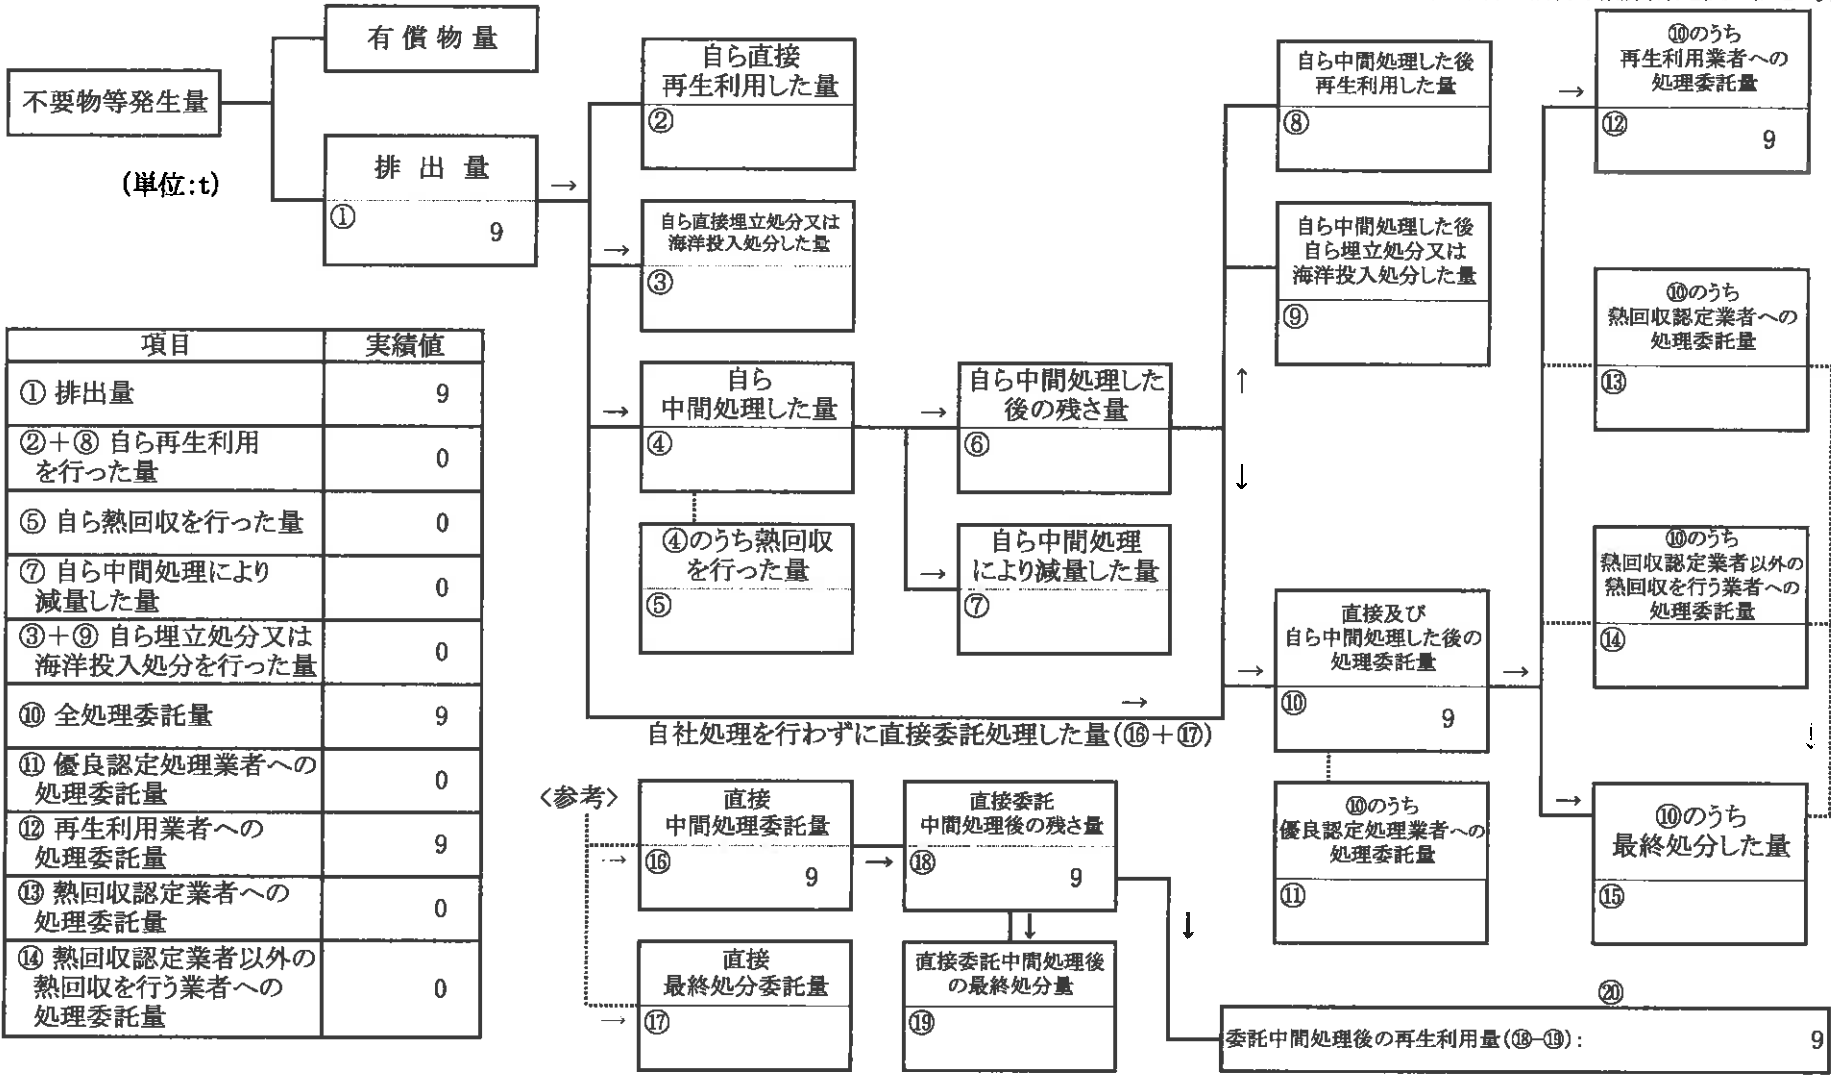 不要物等発生量
有償物量
(単位:t)
排出量
→
①
9
自ら直接
再生利用した量
②
自ら直接埋立処分又は
海洋投入処分した量
→
③
自ら
中間処理した量
→
④
④のうち熱回収
を行った量
⑤
自ら中間処理した
後の残さ量
→
⑥
自ら中間処理
により減量した量
→
⑦
自ら中間処理した後
再生利用した量
⑧
自ら中間処理した後
自ら埋立処分又は
海洋投入処分した量
⑨
↑
↓
→
自社処理を行わずに直接委託処理した量(⑯+⑰)
直接及び
自ら中間処理した後の
処理委託量
→
⑩
9
→
⑩のうち
優良認定処理業者への
処理委託量
⑪
⑩のうち
再生利用業者への
処理委託量
→
⑫
9
⑩のうち
熱回収認定業者への
処理委託量
⑬
⑩のうち
熱回収認定業者以外の
熱回収を行う業者への
処理委託量
⑭
↓
⑩のうち
最終処分した量
→
⑮
項目 実績値
① 排出量 9
②+⑧ 自ら再生利用
を行った量 0
⑤ 自ら熱回収を行った量 0
⑦ 自ら中間処理により
減量した量 0
③+⑨ 自ら埋立処分又は
海洋投入処分を行った量 0
⑩ 全処理委託量 9
⑪ 優良認定処理業者への
処理委託量 0
⑫ 再生利用業者への
処理委託量 9
⑬ 熱回収認定業者への
処理委託量 0
⑭ 熱回収認定業者以外の
熱回収を行う業者への
処理委託量 0
<参考>
直接
中間処理委託量
→
⑯
9
→
直接委託
中間処理後の残さ量
⑱
9
↓
直接
最終処分委託量
→
⑰
直接委託中間処理後
の最終処分量
⑲
↓
⑳
委託中間処理後の再生利用量(⑱-⑲): 9